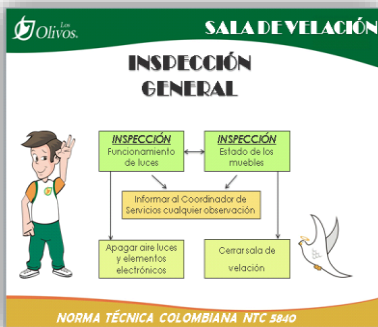 Los
Olivos.
SALA DE VELACIÓN
INSPECCIÓN
GENERAL
INSPECCIÓN
Funcionamiento
de luces
INSPECCIÓN
Estado de los
muebles
Informar al Coordinador de
Servicios cualquier observación
Apagar aire luces
y elementos
electrónicos
Cerrar sala de
velación
NORMA TÉCNICA COLOMBIANA NTC 5840